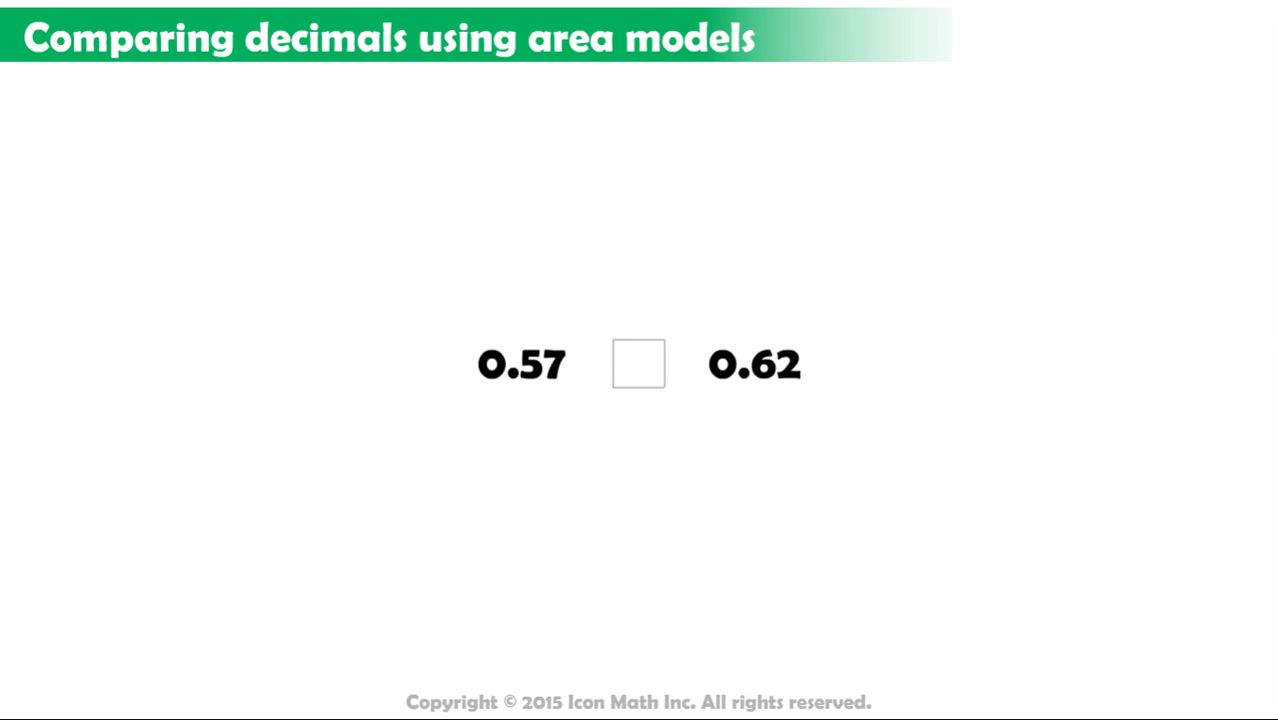 Comparing decimals using area models
0.57 0.62
Copyright © 2015 Icon Math Inc. All rights reserved.